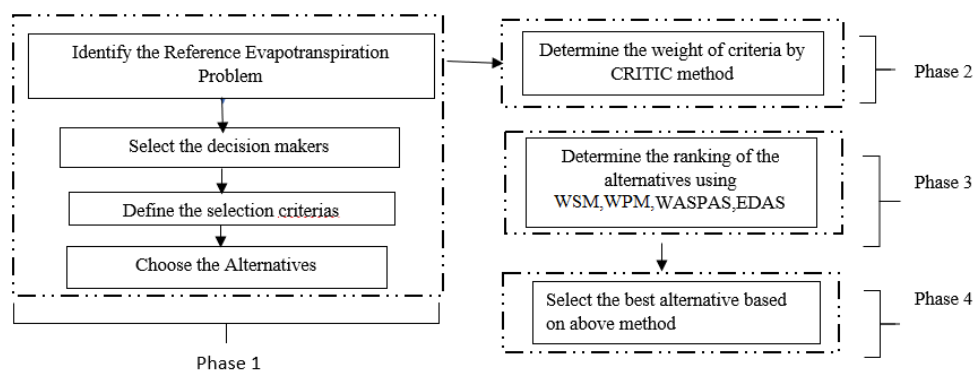 Identify the Reference Evapotranspiration
Problem
Select the decision makers
Define the selection criterias
Choose the Alternatives
Phase 1
Determine the weight of criteria by
CRITIC method
Phase 2
Determine the ranking of the
alternatives using
WSM,WPM,WASPAS,EDAS
Phase 3
Select the best alternative based
on above method
Phase 4